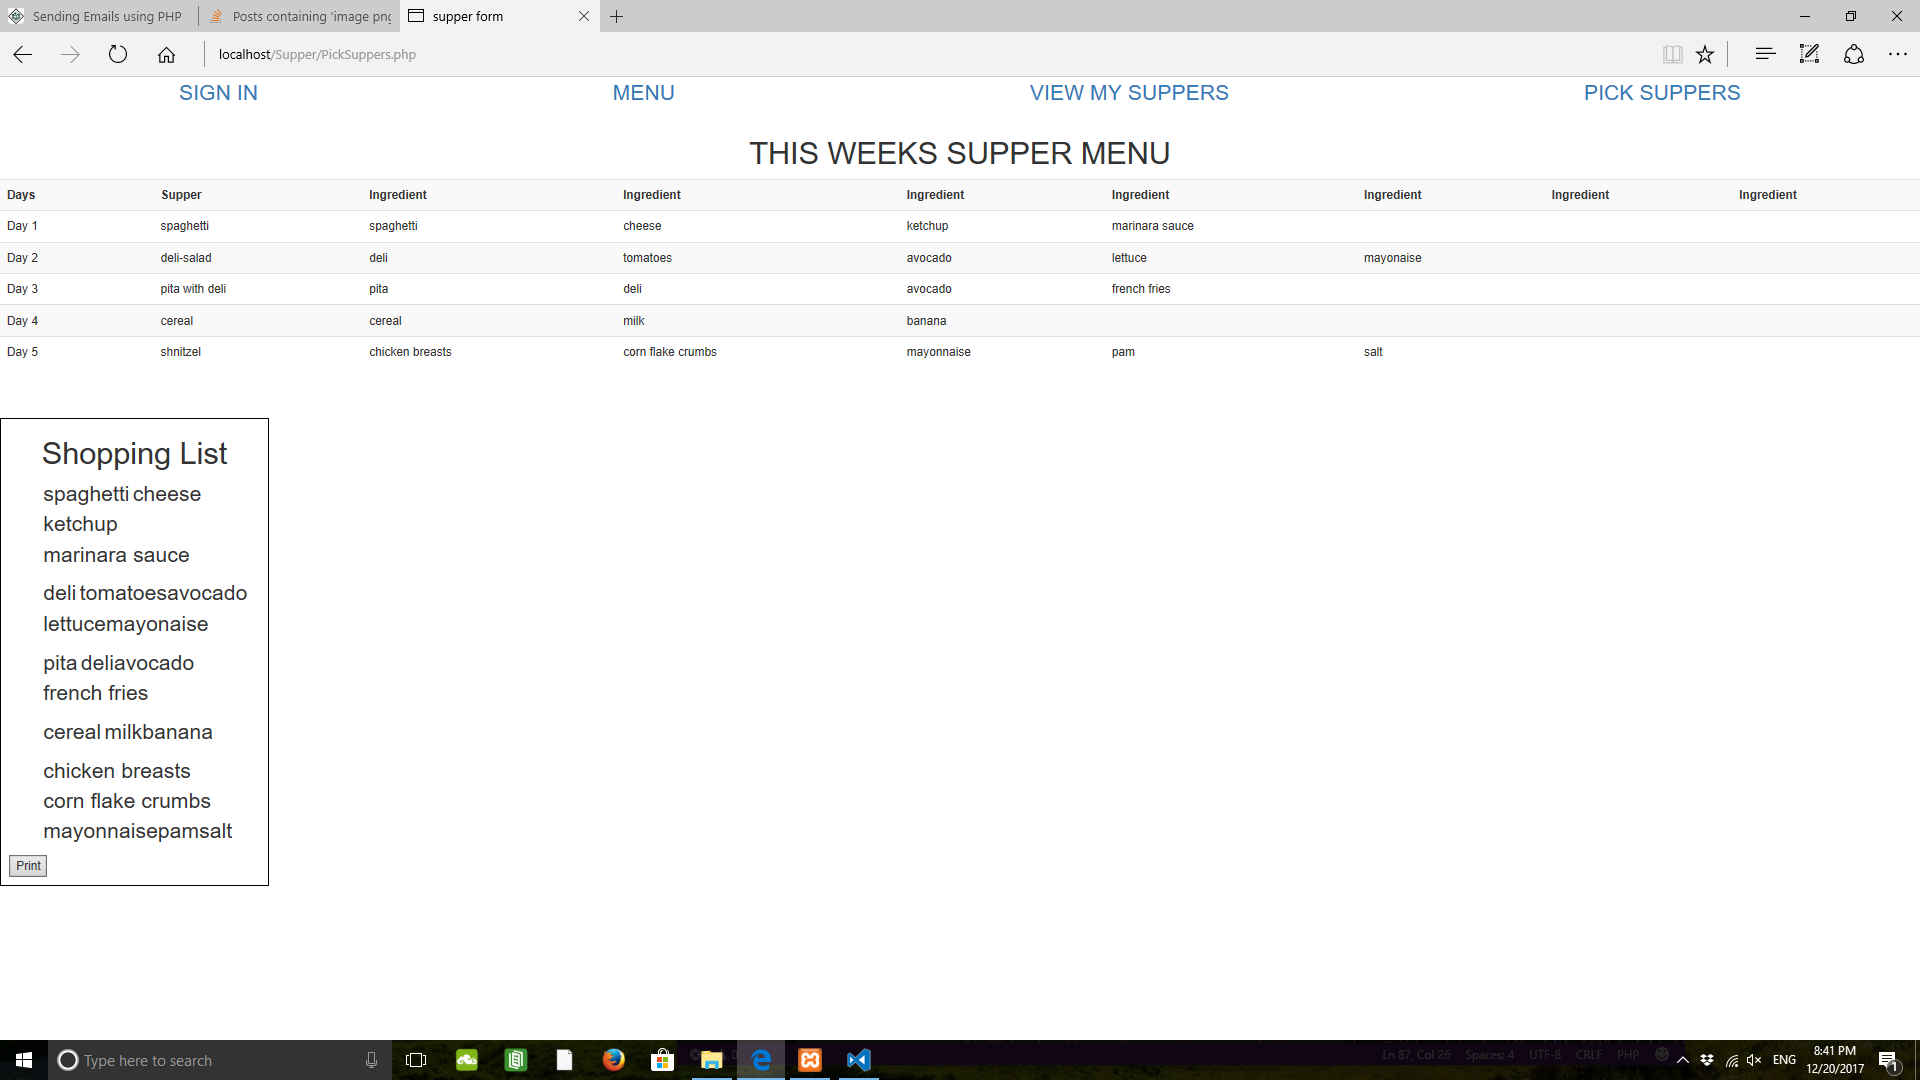 Sending Emails using PHP
Posts containing 'image png
supper form
localhost/Supper/PickSuppers.php
SIGN IN MENU VIEW MY SUPPERS PICK SUPPERS
THIS WEEKS SUPPER MENU
Days Supper Ingredient Ingredient Ingredient Ingredient Ingredient Ingredient Ingredient
Day 1 spaghetti spaghetti cheese ketchup marinara sauce
Day 2 deli-salad deli tomatoes avocado lettuce mayonaise
Day 3 pita with deli pita deli avocado french fries
Day 4 cereal cereal milk banana
Day 5 shnitzel chicken breasts corn flake crumbs mayonnaise pam salt
Shopping List
spaghetti cheese
ketchup
marinara sauce
deli tomatoesavocado
lettucemayonaise
pita deliavocado
french fries
cereal milkbanana
chicken breasts
corn flake crumbs
mayonnaisepamsalt
Print
Type here to search
Ln 87, Col 26 Spaces: 4 UTF-8 CRLF PHP
ENG
8:41 PM
12/20/2017
1